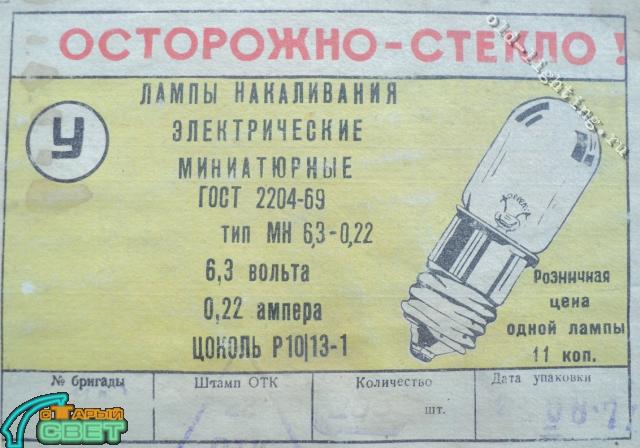 ОСТОРОЖНО-СТЕКЛО!
old-lighting.ru
У
ЛАМПЫ НАКАЛИВАНИЯ
ЭЛЕКТРИЧЕСКИЕ
МИНИАТЮРНЫЕ
ГОСТ 2204-69
тип МН 6,3-0,22
6,3 вольта
0,22 ампера
ЦОКОЛЬ Р10|13-1
Розничная
цена
одной лампы
11 коп.
№ бригады
Штамп ОТК
Количество
шт.
Дата упаковки
СТАРЫЙ
СВЕТ